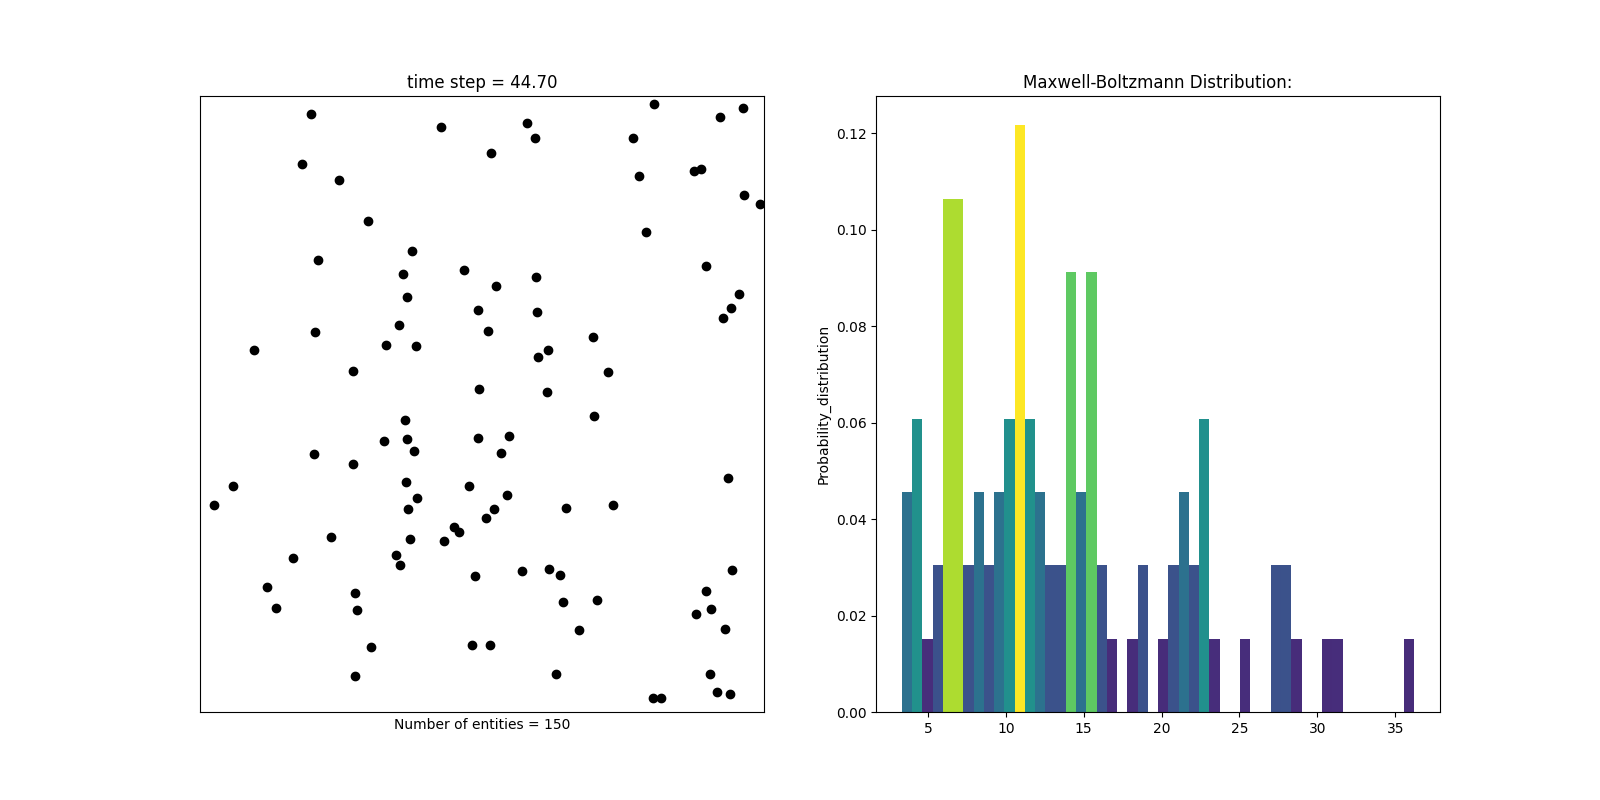 time step = 44.70
Number of entities = 150
Maxwell-Boltzmann Distribution:
Probability_distribution
0.12
0.10
0.08
0.06
0.04
0.02
0.00
5 10 15 20 25 30 35